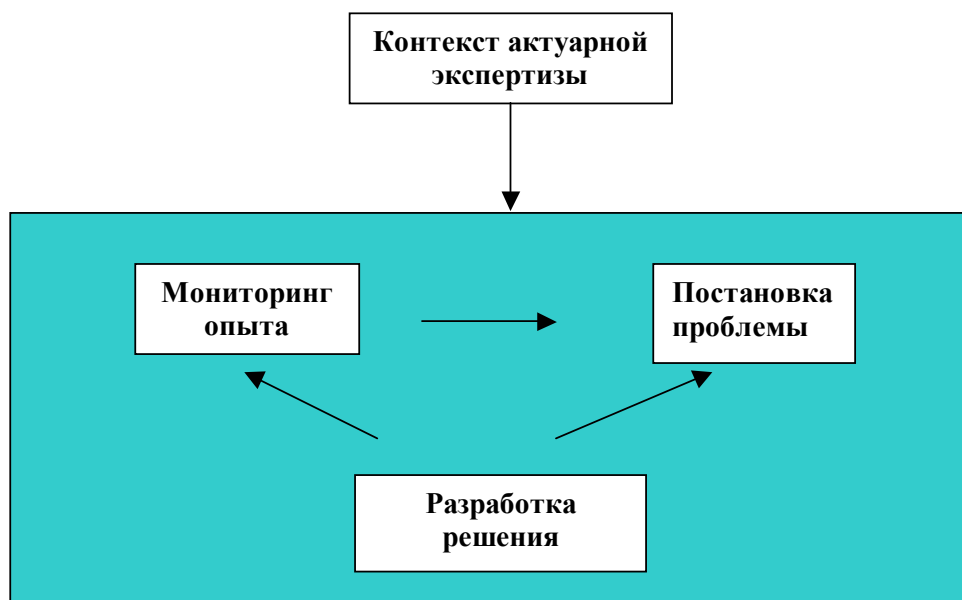 Контекст актуарной
экспертизы
Мониторинг
опыта
Постановка
проблемы
Разработка
решения